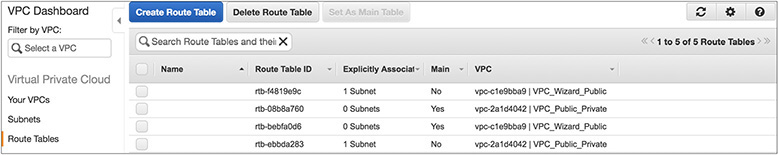 VPC Dashboard
Filter by VPC:
Select a VPC
Virtual Private Cloud
Your VPCs
Subnets
Route Tables
Create Route Table Delete Route Table Set As Main Table
Search Route Tables and thei
1 to 5 of 5 Route Tables
Name Route Table ID Explicitly Associat Main VPC
rtb-f4819e9c 1 Subnet No vpc-c1e9bba9 | VPC_Wizard_Public
rtb-08b8a760 0 Subnets Yes vpc-2a1d4042 | VPC_Public_Private
rtb-bebfa0d6 0 Subnets Yes vpc-c1e9bba9 | VPC_Wizard_Public
rtb-ebbda283 1 Subnet No vpc-2a1d4042 | VPC_Public_Private